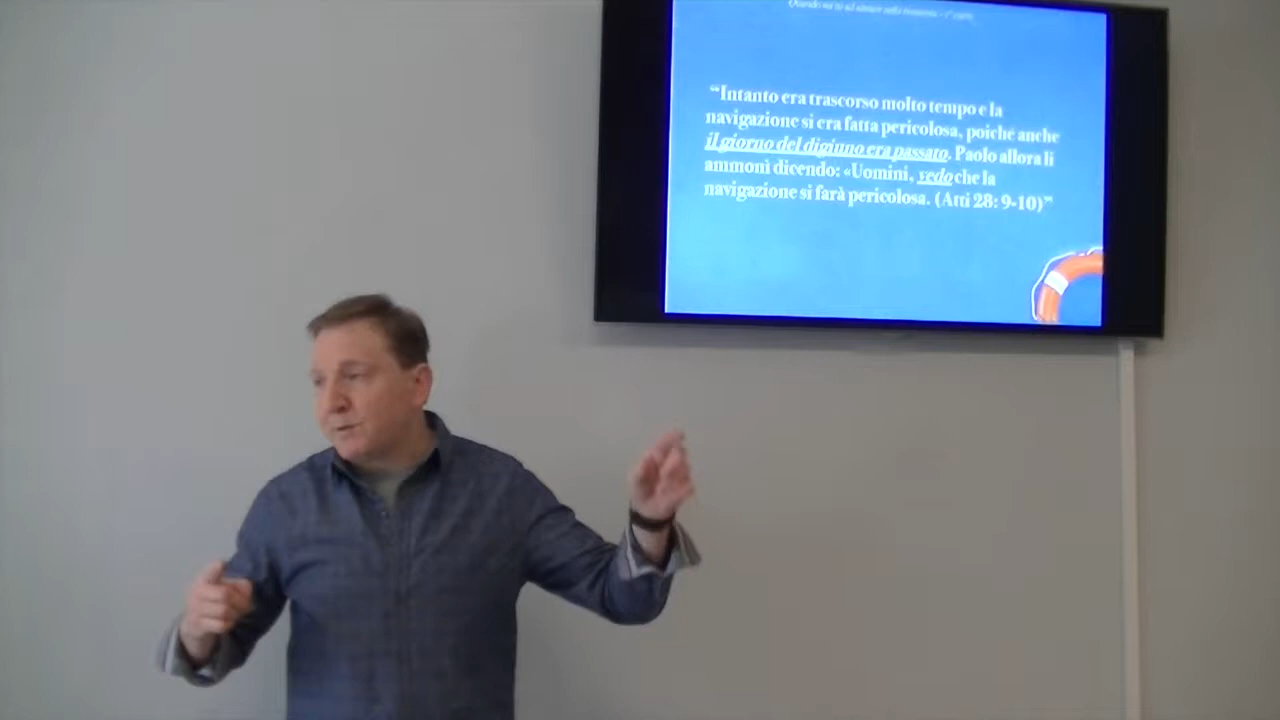 “Intanto era trascorso molto tempo e la
navigazione si era fatta pericolosa, poiché anche
il giorno del digiuno era passato. Paolo allora li
ammonì dicendo: «Uomini, vedo che la
navigazione si farà pericolosa. (Atti 28: 9-10)”